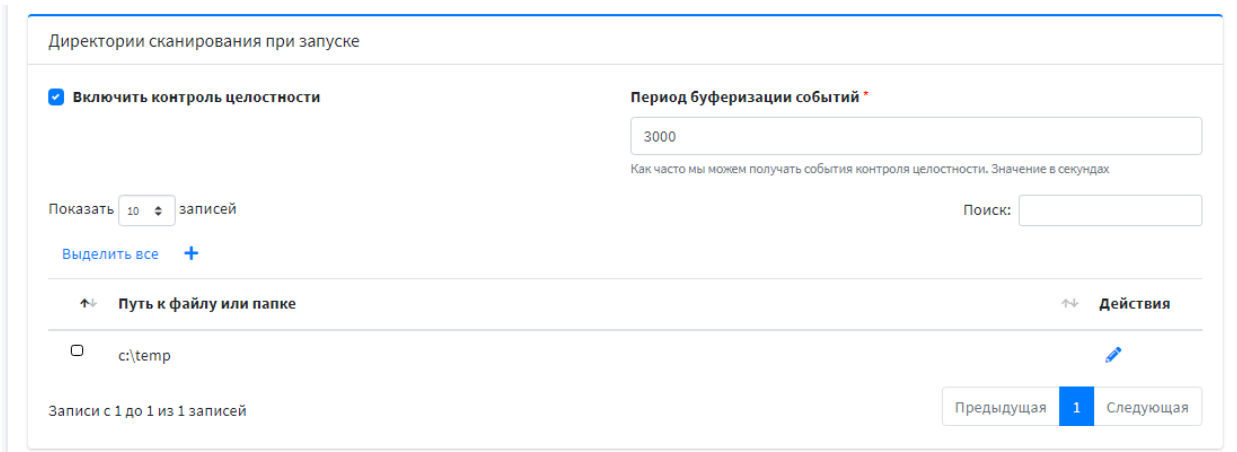 Директории сканирования при запуске
Включить контроль целостности
Период буферизации событий *
3000
Как часто мы можем получать события контроля целостности. Значение в секундах
Показать 10 записей
Поиск:
Выделить все +
Путь к файлу или папке Действия
c:\temp
Записи с 1 до 1 из 1 записей
Предыдущая 1 Следующая